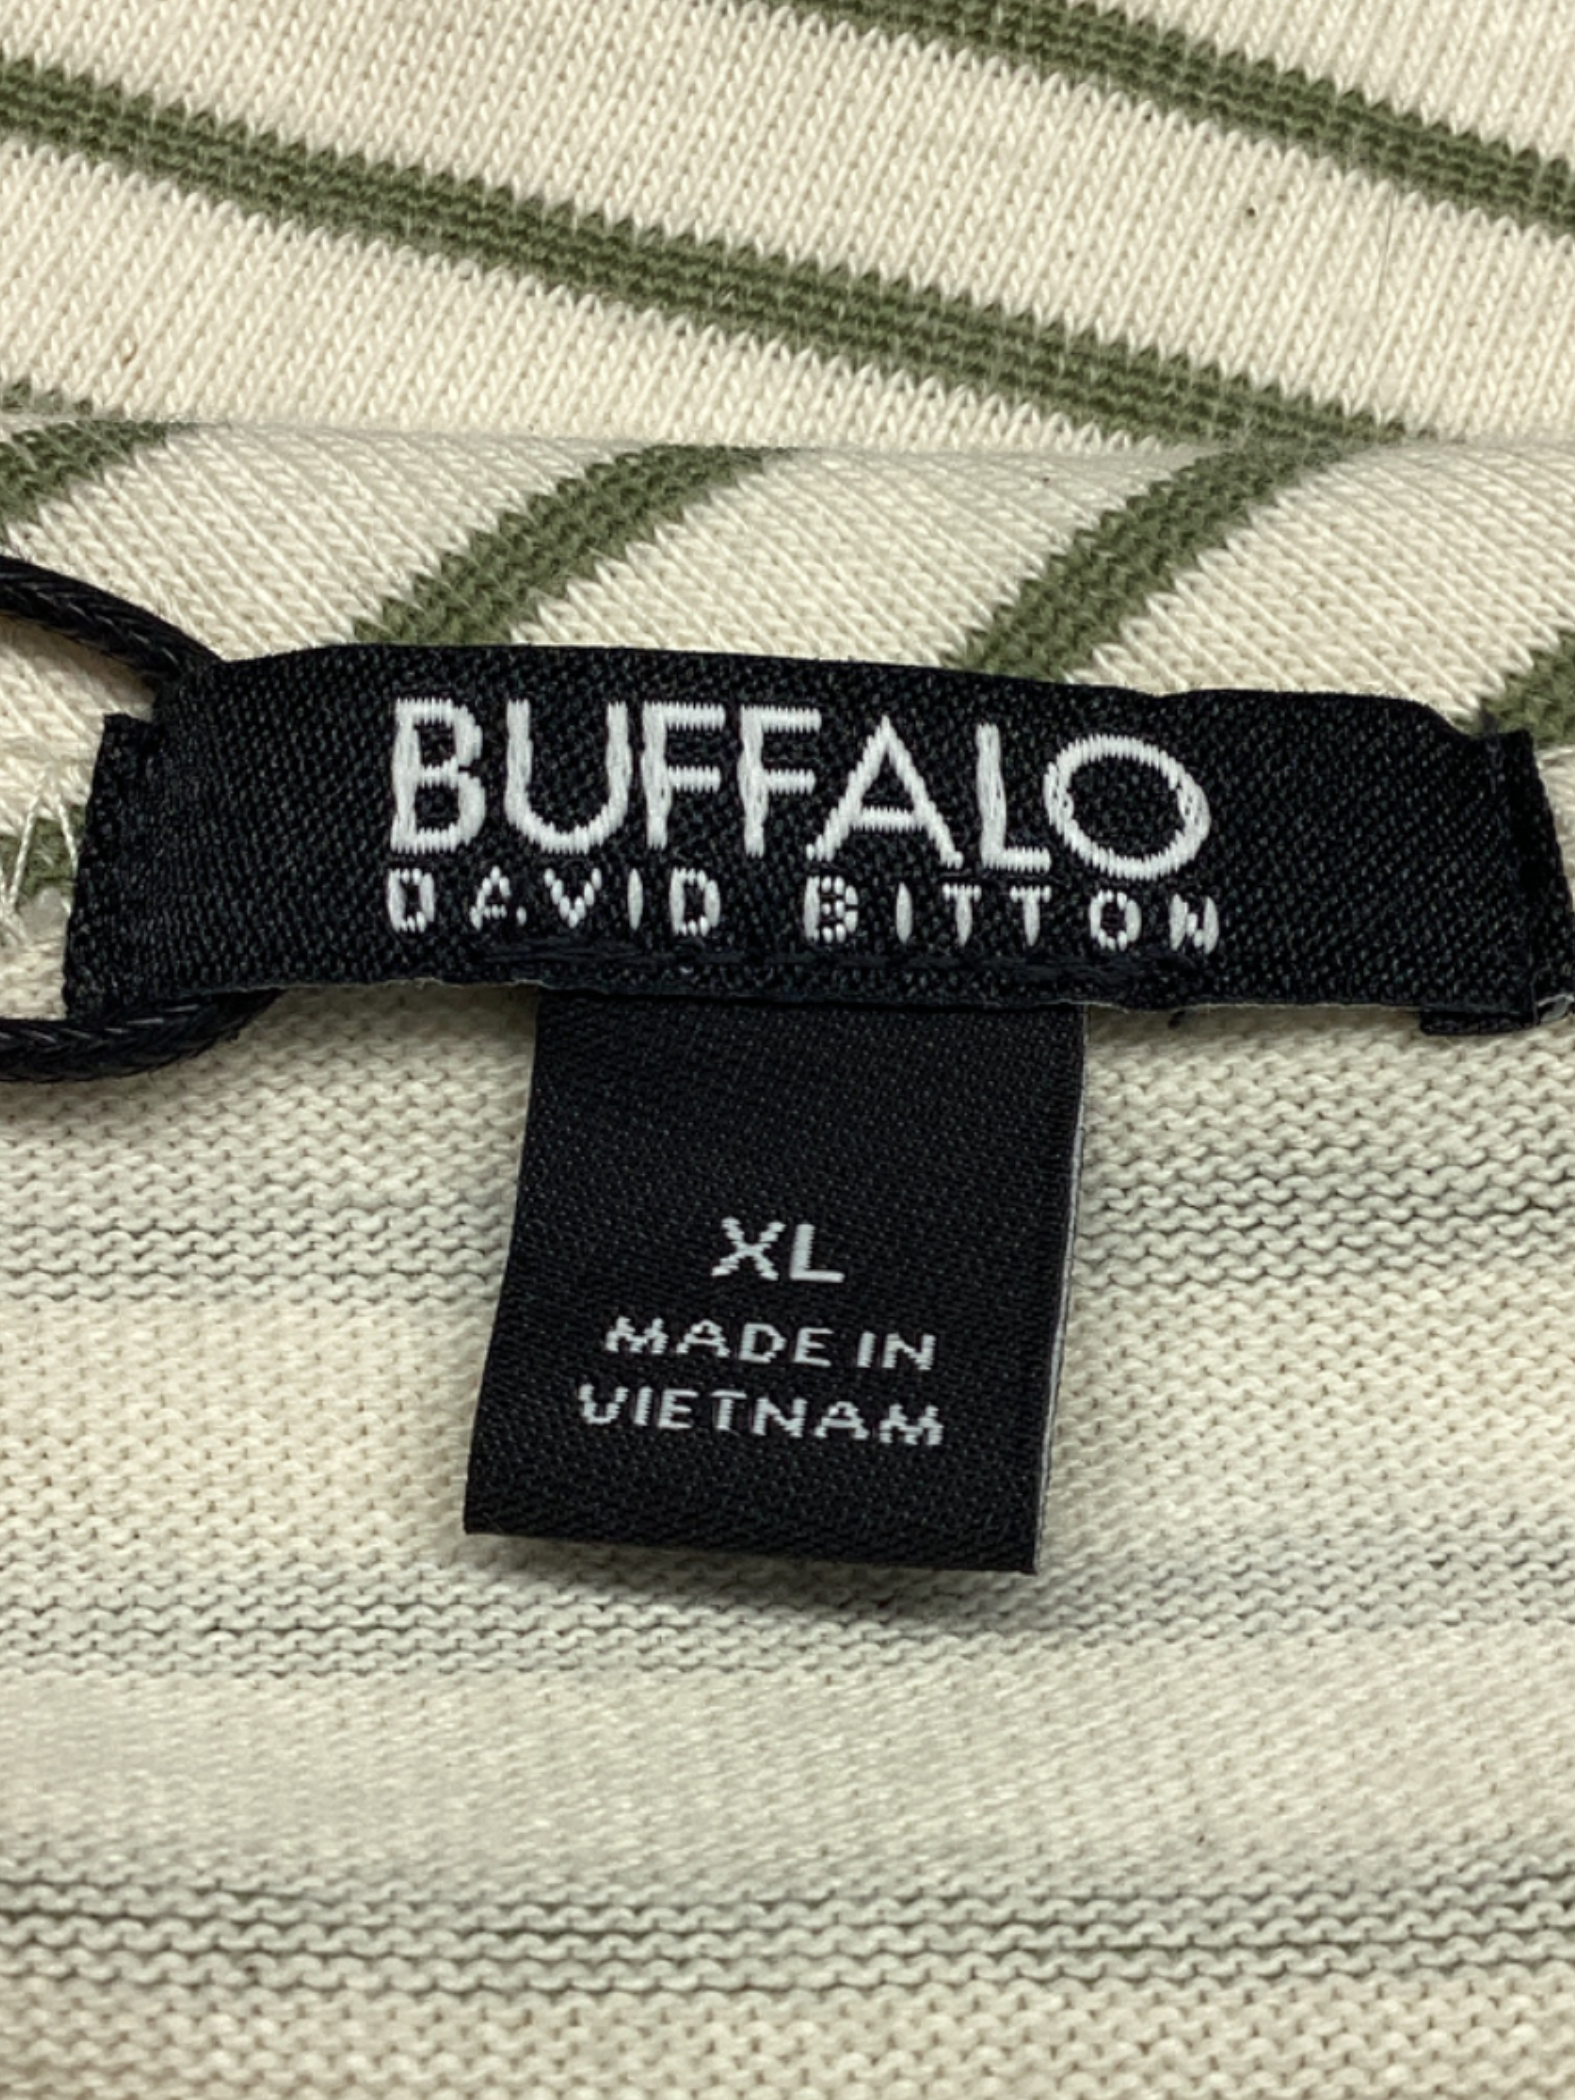 BUFFALO
DAVID BITTON
XL
MADE IN
VIETNAM